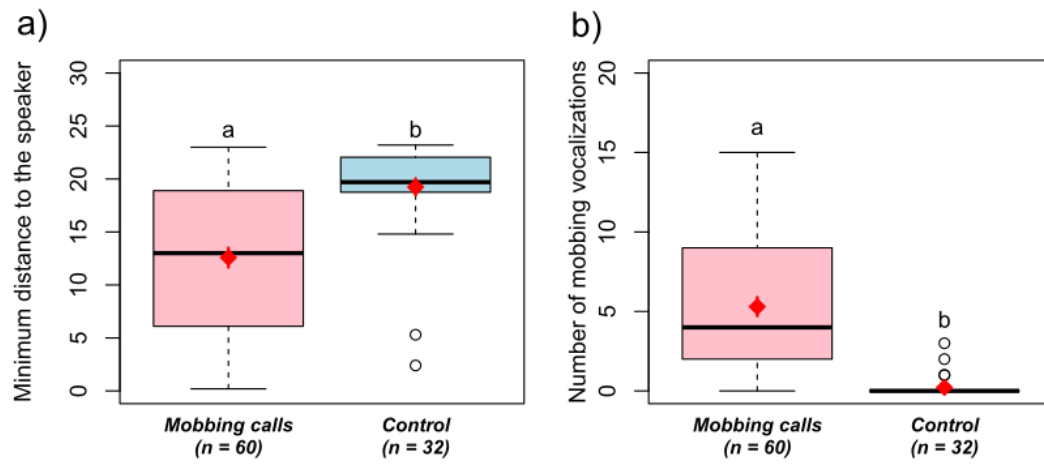 a)
Minimum distance to the speaker
30
25
20
15
10
5
0
a
b
Mobbing calls
(n = 60)
Control
(n = 32)
b)
Number of mobbing vocalizations
20
15
10
5
0
a
b
Mobbing calls
(n = 60)
Control
(n = 32)